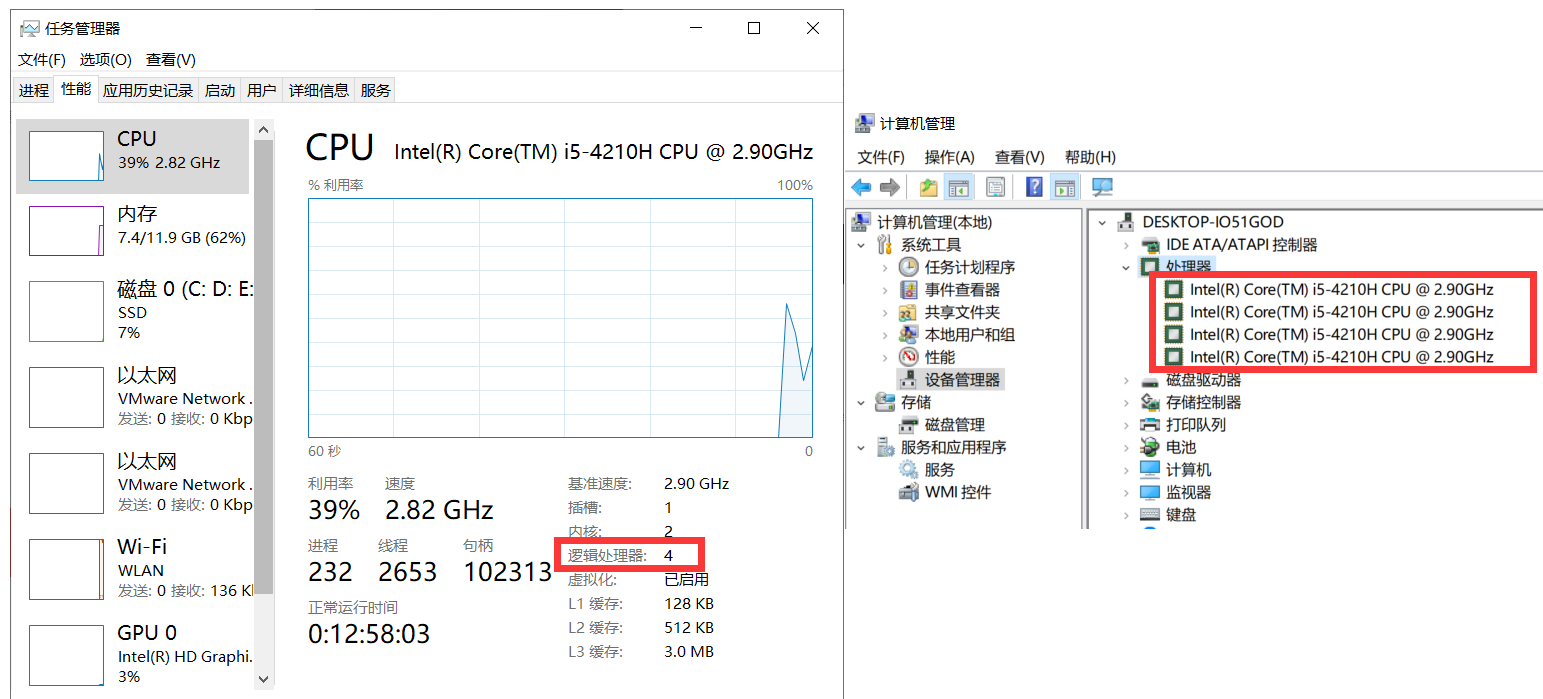 任务管理器
文件(F) 选项(O) 查看(V)
进程 性能 应用历史记录 启动 用户 详细信息 服务
CPU
39% 2.82 GHz
内存
7.4/11.9 GB (62%)
磁盘 0 (C: D: E:
SSD
7%
以太网
VMware Network .
发送: 0 接收: 0 Kbp
以太网
VMware Network .
发送: 0 接收: 0 Kbp
Wi-Fi
WLAN
发送: 0 接收: 136 K
GPU 0
Intel(R) HD Graphi.
3%
CPU Intel(R) Core(TM) i5-4210H CPU @ 2.90GHz
% 利用率 100%
60 秒 0
利用率 速度
39% 2.82 GHz
进程 线程 句柄
232 2653 102313
正常运行时间
0:12:58:03
基准速度: 2.90 GHz
插槽: 1
内核: 2
逻辑处理器: 4
虚拟化: 已启用
L1 缓存: 128 KB
L2 缓存: 512 KB
L3 缓存: 3.0 MB
计算机管理
文件(F) 操作(A) 查看(V) 帮助(H)
计算机管理(本地)
系统工具
任务计划程序
事件查看器
共享文件夹
本地用户和组
性能
设备管理器
存储
磁盘管理
服务和应用程序
服务
WMI 控件
DESKTOP-IO51GOD
IDE ATA/ATAPI 控制器
处理器
Intel(R) Core(TM) i5-4210H CPU @ 2.90GHz
Intel(R) Core(TM) i5-4210H CPU @ 2.90GHz
Intel(R) Core(TM) i5-4210H CPU @ 2.90GHz
Intel(R) Core(TM) i5-4210H CPU @ 2.90GHz
磁盘驱动器
存储控制器
打印队列
电池
计算机
监视器
键盘